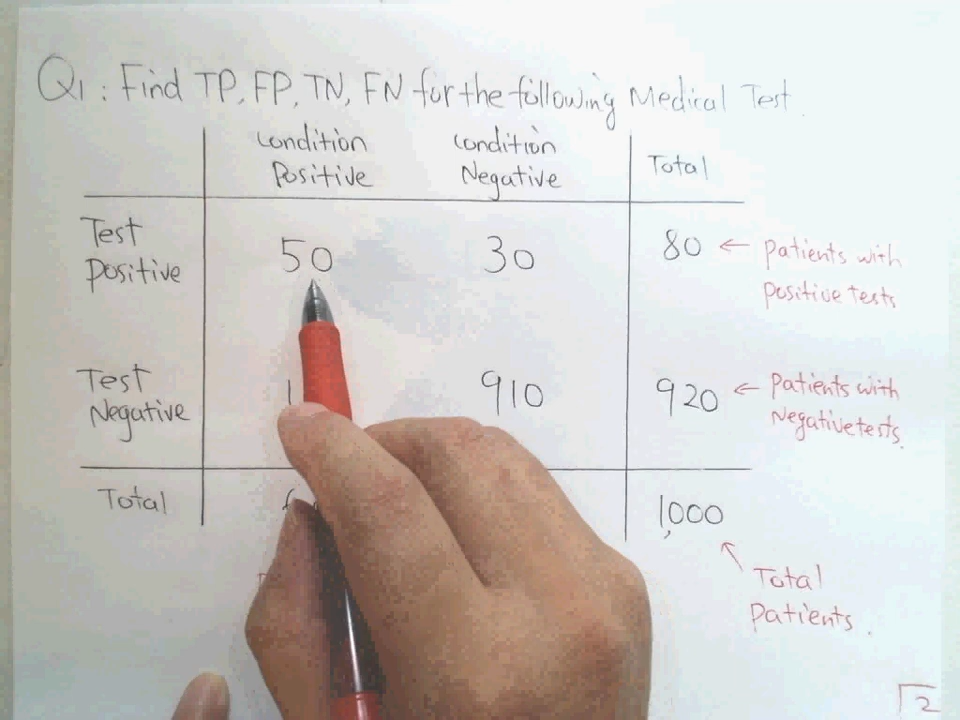 Q1: Find TP, FP, TN, FN for the following Medical Test
Condition Positive
Condition Negative
Total
Test Positive
50
30
80
← Patients with
positive tests
Test Negative
910
920
← Patients with
Negative tests.
Total
1,000
Total
Patients.
2